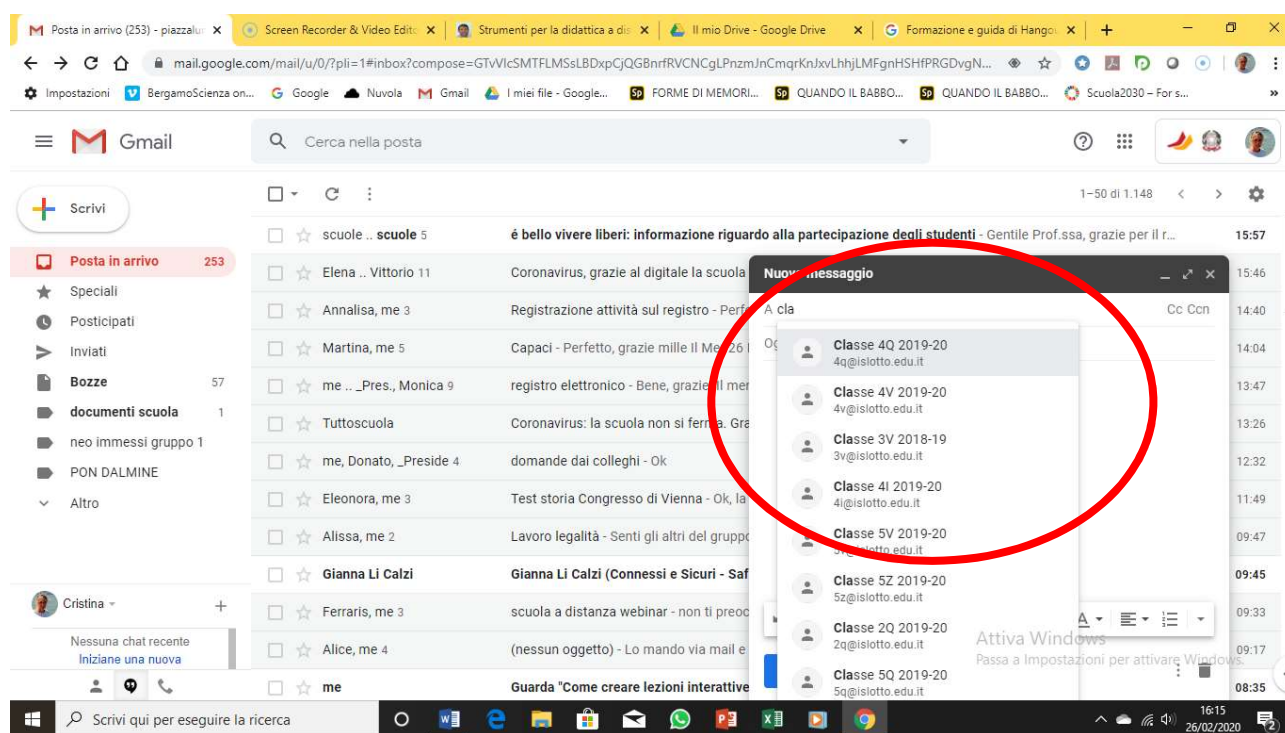 Posta in arrivo (253) - piazzalu
Screen Recorder & Video Edito
Strumenti per la didattica a dis
Il mio Drive - Google Drive
Formazione e guida di Hangou
mail.google.com/mail/u/0/?pli=1#inbox?compose=
Impostazioni
BergamoScienza on...
Google
Nuvola
Gmail
I miei file - Google...
FORME DI MEMORI...
QUANDO IL BABBO...
QUANDO IL BABBO...
Scuola2030 – For s...
Gmail
Cerca nella posta
Scrivi
1–50 di 1.148
Posta in arrivo 253
Speciali
Posticipati
Inviati
Bozze 57
documenti scuola 1
neo immessi gruppo 1
PON DALMINE
Altro
scuole .. scuole 5 é bello vivere liberi: informazione riguardo alla partecipazione degli studenti - Gentile Prof.ssa, grazie per il r... 15:57
Elena .. Vittorio 11 Coronavirus, grazie al digitale la scuola 15:46
Annalisa, me 3 Registrazione attività sul registro - Perf 14:40
Martina, me 5 Capaci - Perfetto, grazie mille Il 26 14:04
me .. _Pres., Monica 9 registro elettronico - Bene, grazie Il mer 13:47
Tuttoscuola Coronavirus: la scuola non si ferma. Gra 13:26
me, Donato, _Preside 4 domande dai colleghi - Ok 12:32
Eleonora, me 3 Test storia Congresso di Vienna - Ok, la 11:49
Alissa, me 2 Lavoro legalità - Senti gli altri del gruppo 09:47
Gianna Li Calzi Gianna Li Calzi (Connessi e Sicuri - Saf 09:45
Ferraris, me 3 scuola a distanza webinar - non ti preoc 09:33
Alice, me 4 (nessun oggetto) - Lo mando via mail e 09:17
me Guarda "Come creare lezioni interattive 08:35
Nuovo messaggio
A cla Cc Ccn
Classe 4Q 2019-20
4q@islotto.edu.it
Classe 4V 2019-20
4v@islotto.edu.it
Classe 3V 2018-19
3v@islotto.edu.it
Classe 4I 2019-20
4i@islotto.edu.it
Classe 5V 2019-20
5v@islotto.edu.it
Classe 5Z 2019-20
5z@islotto.edu.it
Classe 2Q 2019-20
2q@islotto.edu.it
Classe 5Q 2019-20
5q@islotto.edu.it
Cristina
Nessuna chat recente
Iniziane una nuova
Attiva Windows
Passa a Impostazioni per attivare Windows.
Scrivi qui per eseguire la ricerca
16:15
26/02/2020